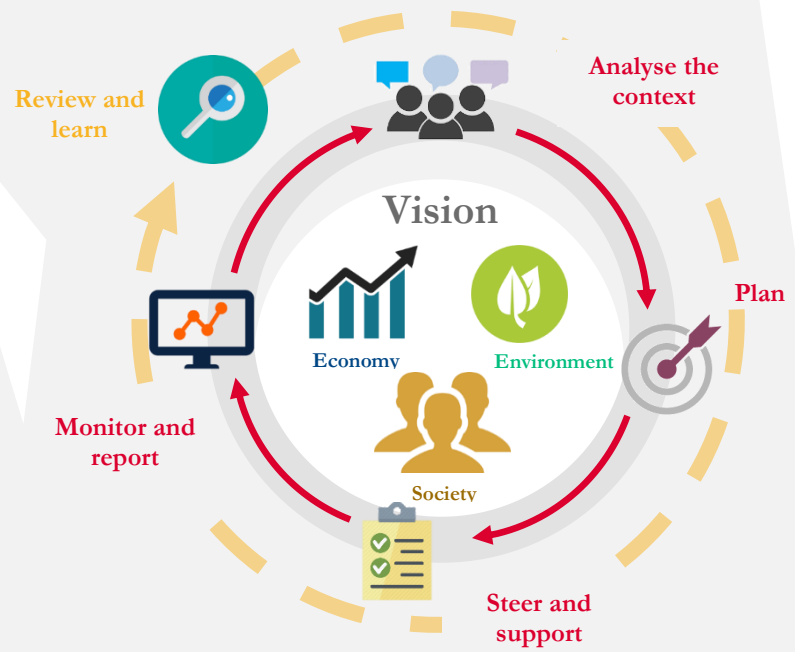 Analyse the
context
Review and
learn
Vision
Plan
Economy
Environment
Monitor and
report
Society
Steer and
support